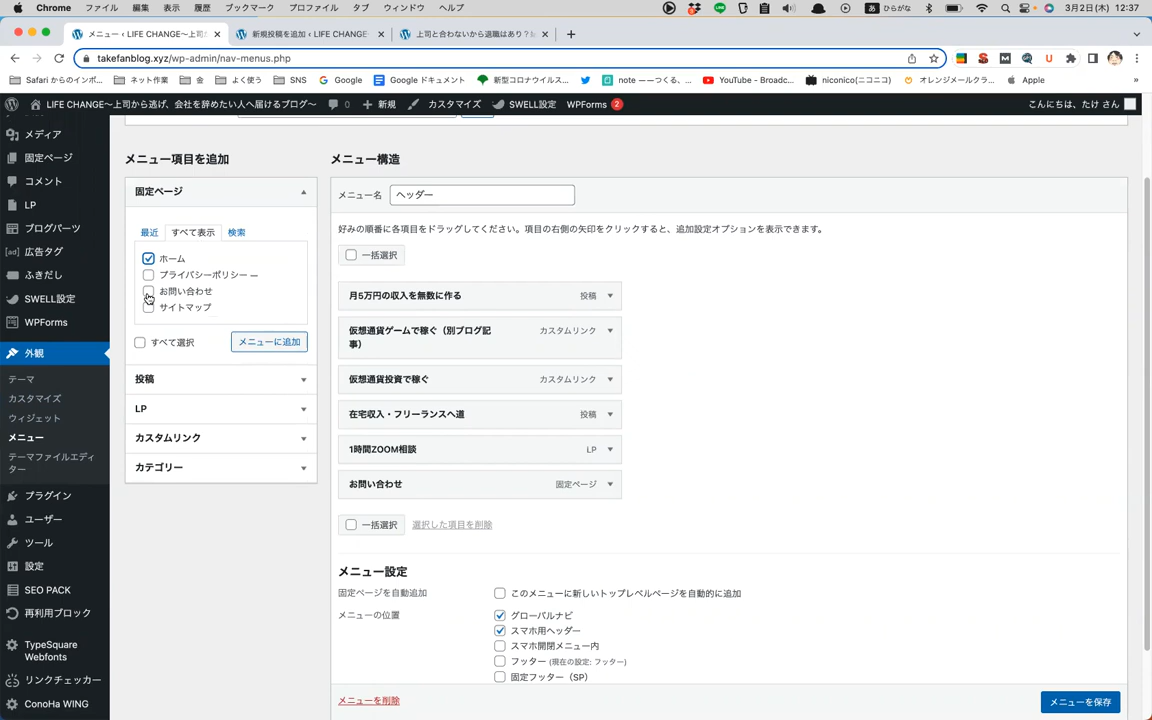 Chrome ファイル 編集 表示 履歴 ブックマーク プロファイル タブ ウィンドウ ヘルプ あ ひらがな 3月2日(木) 12:37
メニュー ‹ LIFE CHANGE〜上司か 新規投稿を追加 ‹ LIFE CHANGE 上司と合わないから退職はあり？
takefanblog.xyz/wp-admin/nav-menus.php
Safari からのインポ... ネット作業 金 よく使う SNS Google Google ドキュメント 新型コロナウイルス... note ーーつくる、... YouTube - Broadc... niconico(ニコニコ) オレンジメールクラ... Apple »
LIFE CHANGE〜上司から逃げ、会社を辞めたい人へ届けるブログ〜 0 新規 カスタマイズ SWELL設定 WPForms 2 こんにちは、たけ さん
メディア
固定ページ
コメント
LP
ブログパーツ
[ad] 広告タグ
ふきだし
SWELL設定
WPForms
外観
テーマ
カスタマイズ
ウィジェット
メニュー
テーマファイルエディ
ター
プラグイン
ユーザー
ツール
設定
SEO PACK
再利用ブロック
TypeSquare
Webfonts
リンクチェッカー
ConoHa WING
メニュー項目を追加
固定ページ
最近 すべて表示 検索
ホーム
プライバシーポリシー —
お問い合わせ
サイトマップ
すべて選択 メニューに追加
投稿
LP
カスタムリンク
カテゴリー
メニュー構造
メニュー名 ヘッダー
好みの順番に各項目をドラッグしてください。項目の右側の矢印をクリックすると、追加設定オプションを表示できます。
一括選択
月5万円の収入を無数に作る 投稿
仮想通貨ゲームで稼ぐ（別ブログ記 カスタムリンク
事）
仮想通貨投資で稼ぐ カスタムリンク
在宅収入・フリーランスへ道 投稿
1時間ZOOM相談 LP
お問い合わせ 固定ページ
一括選択 選択した項目を削除
メニュー設定
固定ページを自動追加 このメニューに新しいトップレベルページを自動的に追加
メニューの位置 グローバルナビ
スマホ用ヘッダー
スマホ開閉メニュー内
フッター (現在の設定: フッター)
固定フッター（SP）
メニューを削除 メニューを保存